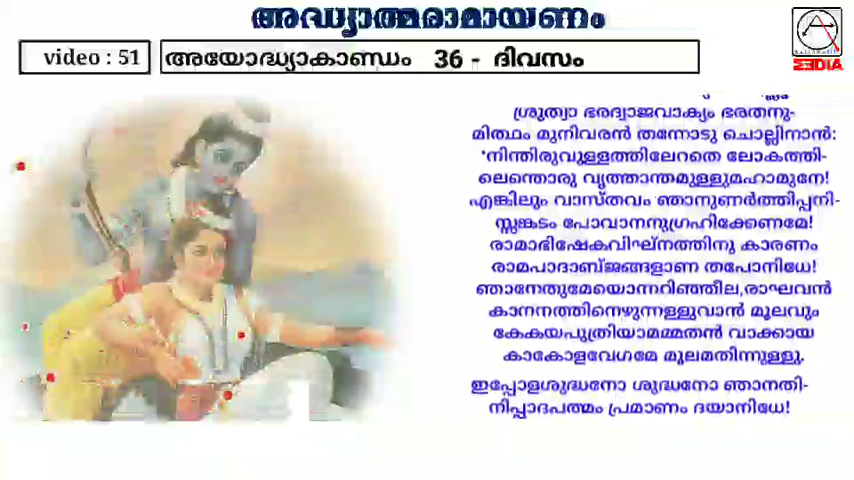 അദ്ധ്യാത്മരാമായണം
video : 51
അയോദ്ധ്യാകാണ്ഡം 36 - ദിവസം
ശ്രുത്വാ ഭരദ്വാജവാക്യം ഭരതനു-
മിത്ഥം മുനിവരൻ തന്നോടു ചൊല്ലിനാൻ:
'നിന്തിരുവുള്ളത്തിലേറാതെ ലോകത്തി-
ലെന്തൊരു വൃത്താന്തമുള്ളുമഹാമുനേ!
എങ്കിലും വാസ്തവം ഞാനുണർത്തിപ്പനി-
സ്സങ്കടം പോവാനനുഗ്രഹിക്കേണമേ!
രാമാഭിഷേകവിഘ്നത്തിനു കാരണം
രാമപാദാബ്ജങ്ങളാണ തപോനിധേ!
ഞാനേതുമേയൊന്നറിഞ്ഞീല,രാഘവൻ
കാനനത്തിനെഴുന്നള്ളുവാൻ മൂലവും
കേകയപുത്രിയാമമ്മതൻ വാക്കായ
കാകോളവേഗമേ മൂലമതിന്നുള്ളു.
ഇപ്പോളശുദ്ധനോ ശുദ്ധനോ ഞാനതി-
നിപ്പാദപത്മം പ്രമാണം ദയാനിധേ!